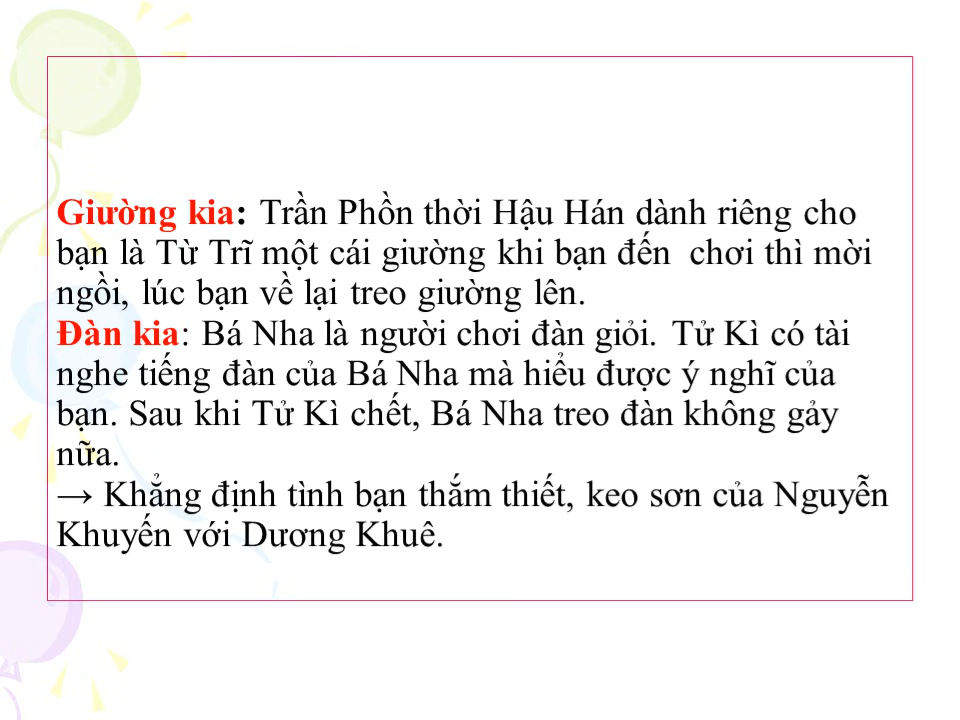 Giường kia: Trần Phồn thời Hậu Hán dành riêng cho
bạn là Từ Trĩ một cái giường khi bạn đến  chơi thì mời
ngồi, lúc bạn về lại treo giường lên.
Đàn kia: Bá Nha là người chơi đàn giỏi. Tử Kì có tài
nghe tiếng đàn của Bá Nha mà hiểu được ý nghĩ của
bạn. Sau khi Tử Kì chết, Bá Nha treo đàn không gảy
nữa.
→ Khẳng định tình bạn thắm thiết, keo sơn của Nguyễn
Khuyến với Dương Khuê.